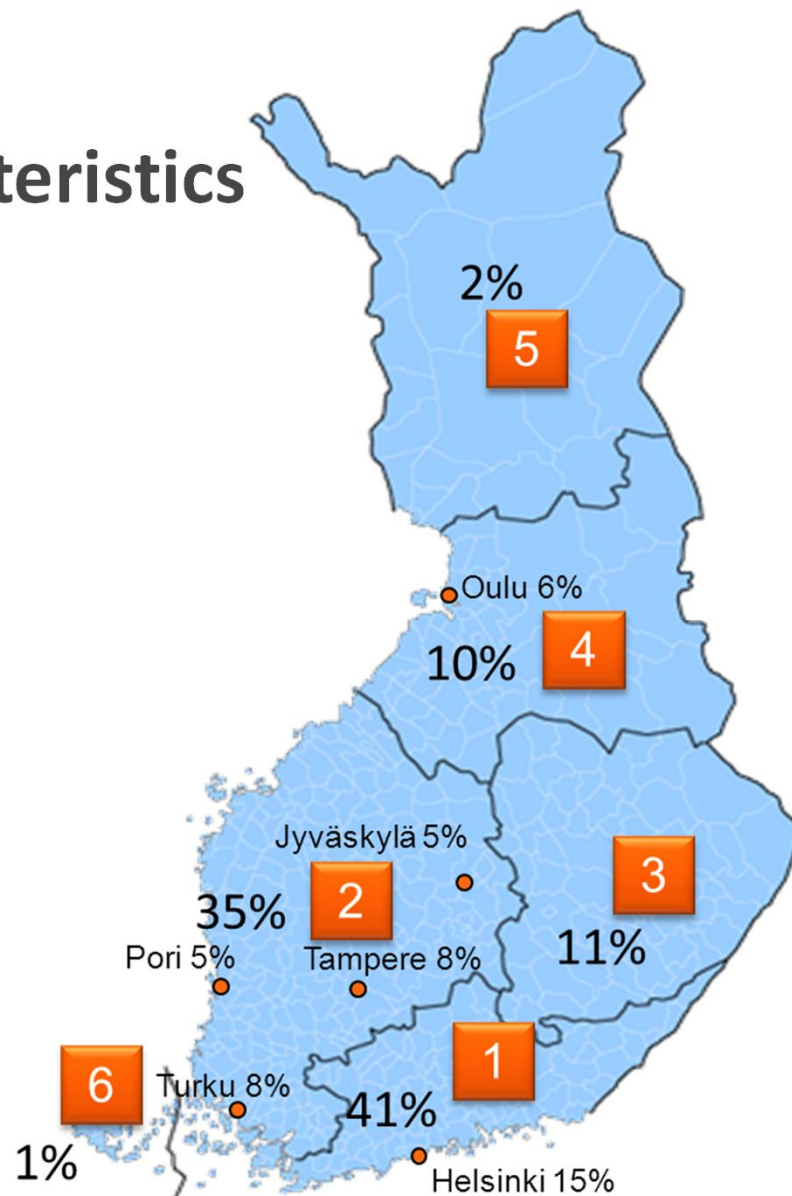 teristics
2%
5
Oulu 6%
10%
4
Jyväskylä 5%
2
3
35%
11%
Pori 5%
Tampere 8%
6
1
Turku 8%
41%
1%
Helsinki 15%